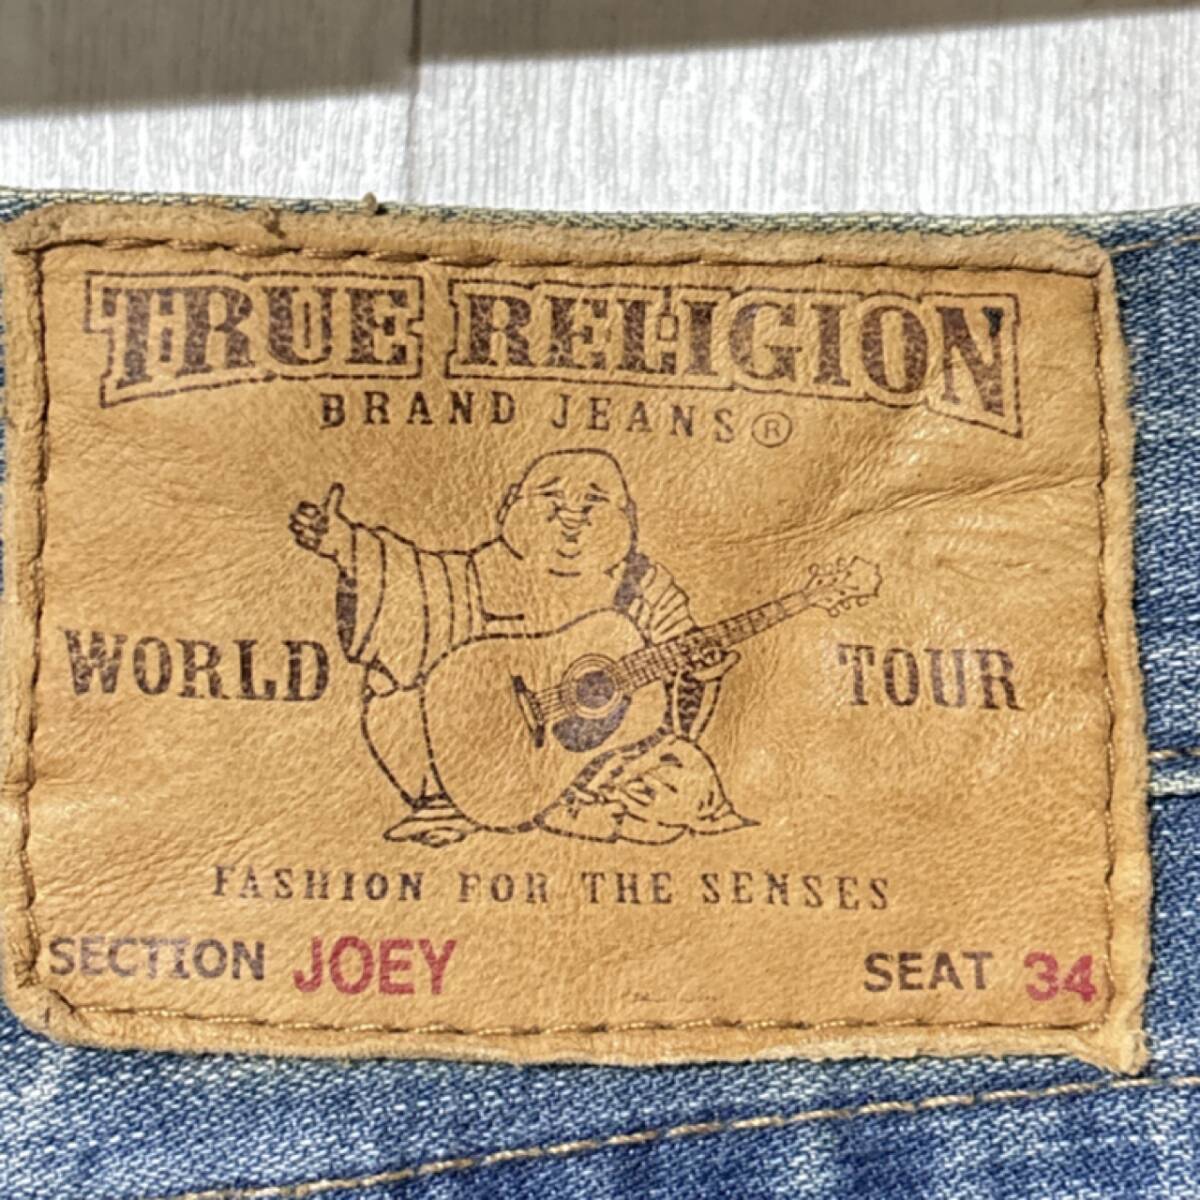 TRUE RELIGION
BRAND JEANS®
WORLD TOUR
FASHION FOR THE SENSES
SECTION JOEY SEAT 34